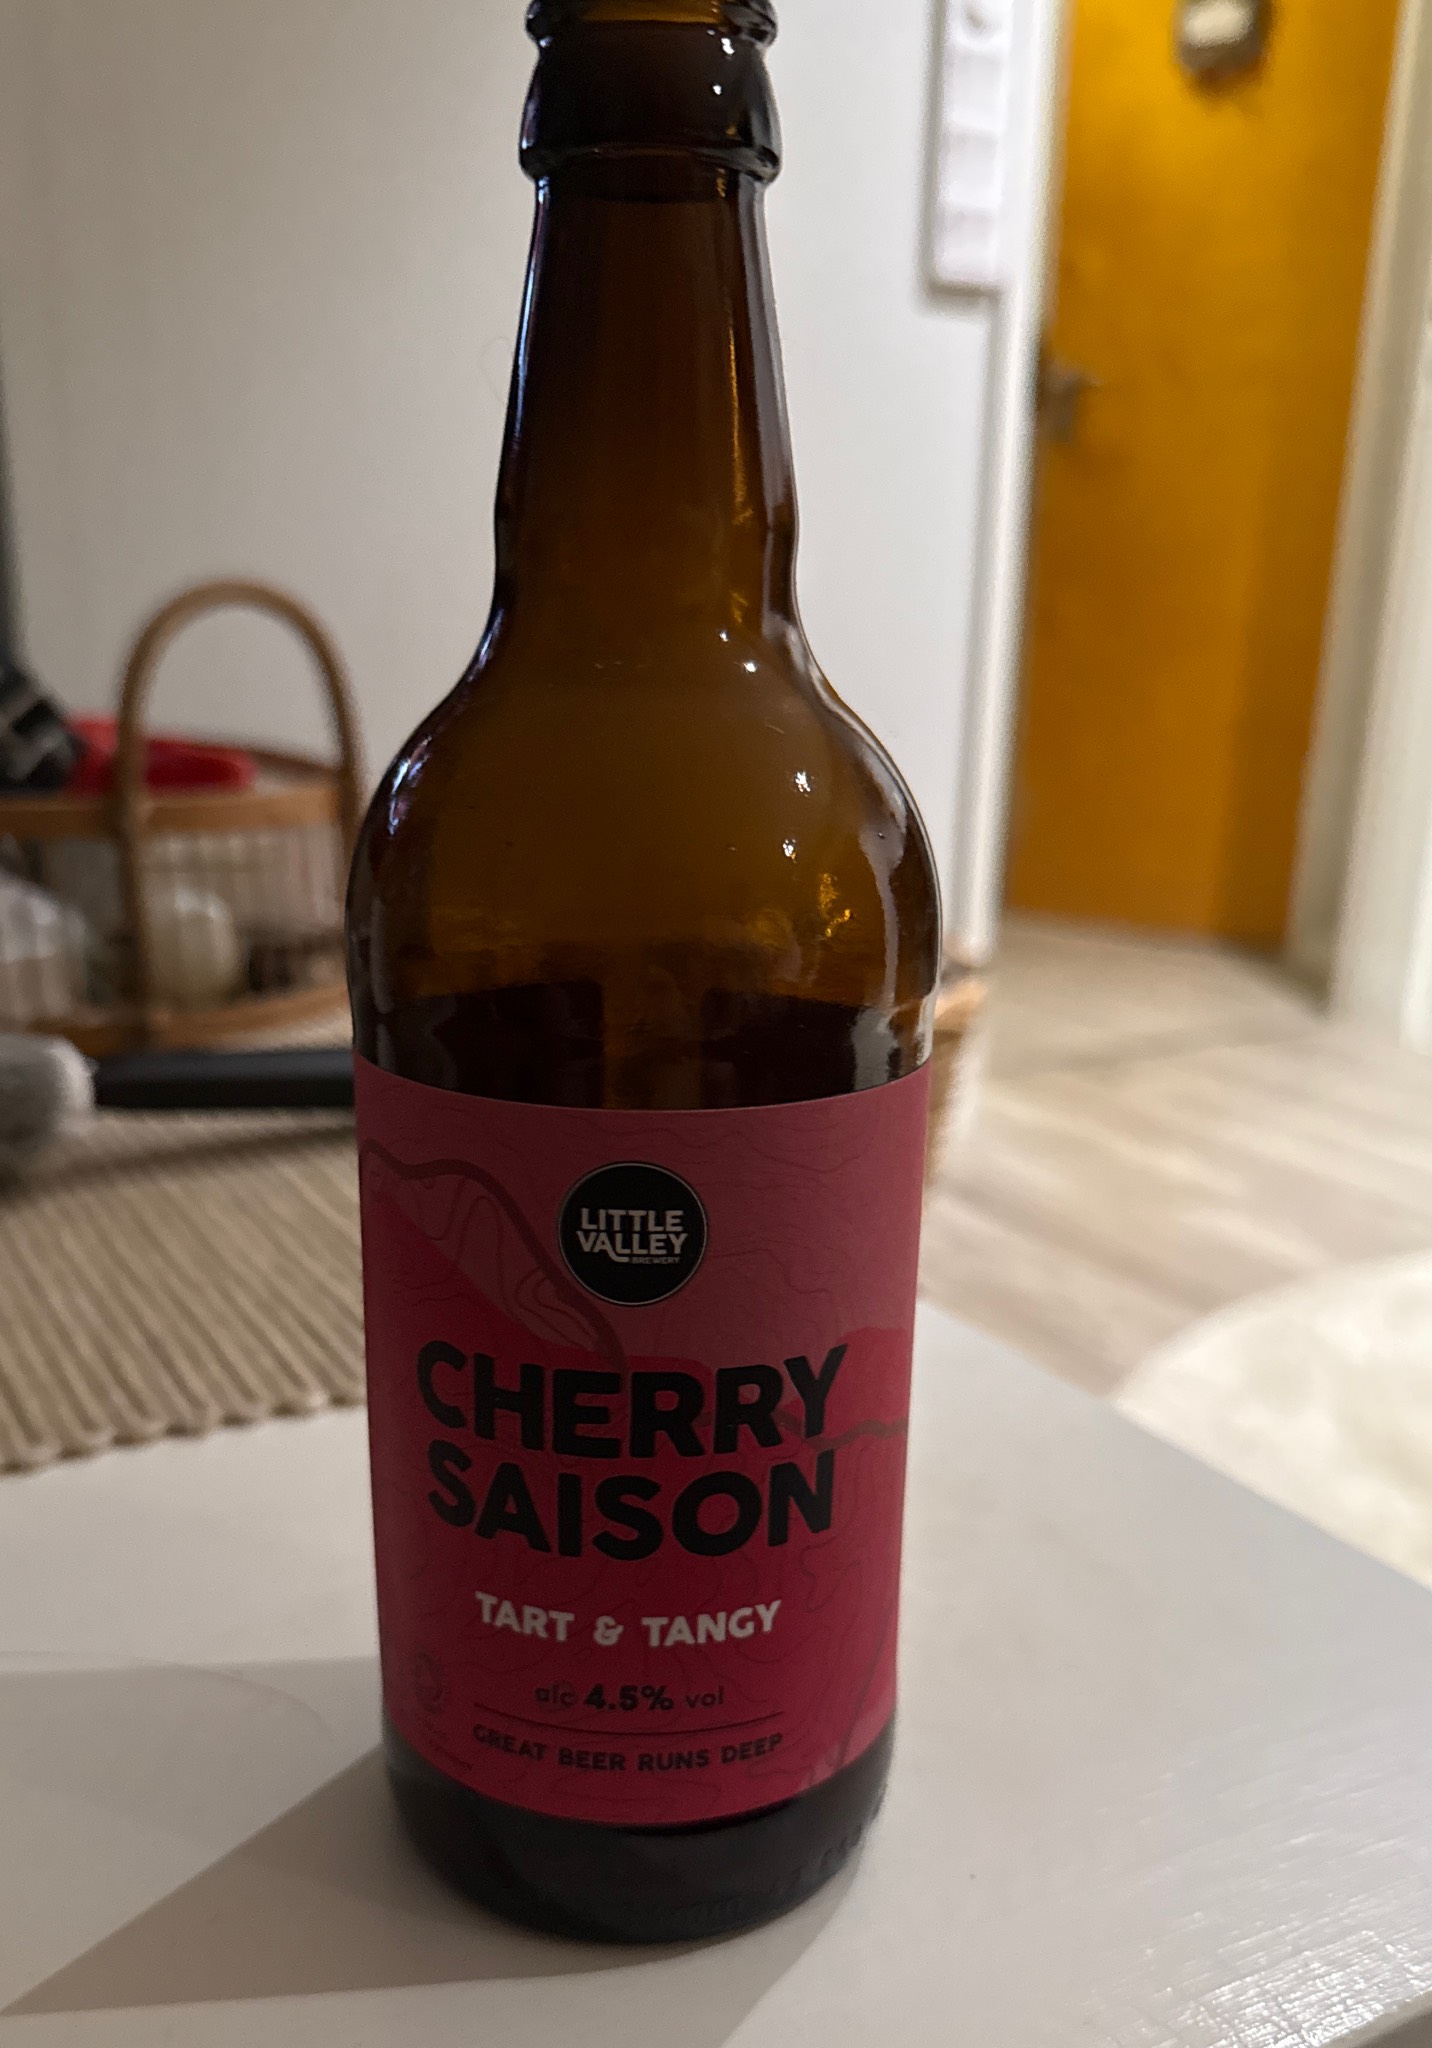 LITTLE
VALLEY
BREWERY
CHERRY
SAISON
TART & TANGY
alc 4.5% vol
GREAT BEER RUNS DEEP